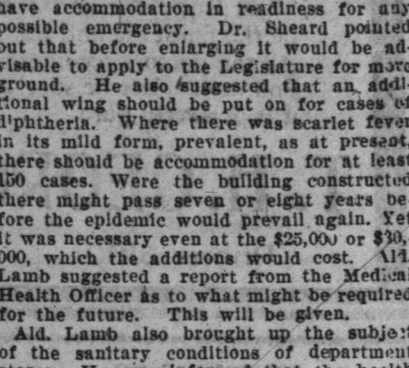 have accommodation in readiness for any
possible emergency. Dr. Sheard pointed
out that before enlarging it would be ad-
visable to apply to the Legislature for more
ground. He also suggested that an addi-
tional wing should be put on for cases of
diphtheria. Where there was scarlet fever
in its mild form, prevalent, as at present,
there should be accommodation for at least
150 cases. Were the building constructed
there might pass seven or eight years be-
fore the epidemic would prevail again. Yet
it was necessary even at the $25,000 or $30,-
000, which the additions would cost. Ald.
Lamb suggested a report from the Medical
Health Officer as to what might be required
for the future. This will be given.
Ald. Lamb also brought up the subject
of the sanitary conditions of department